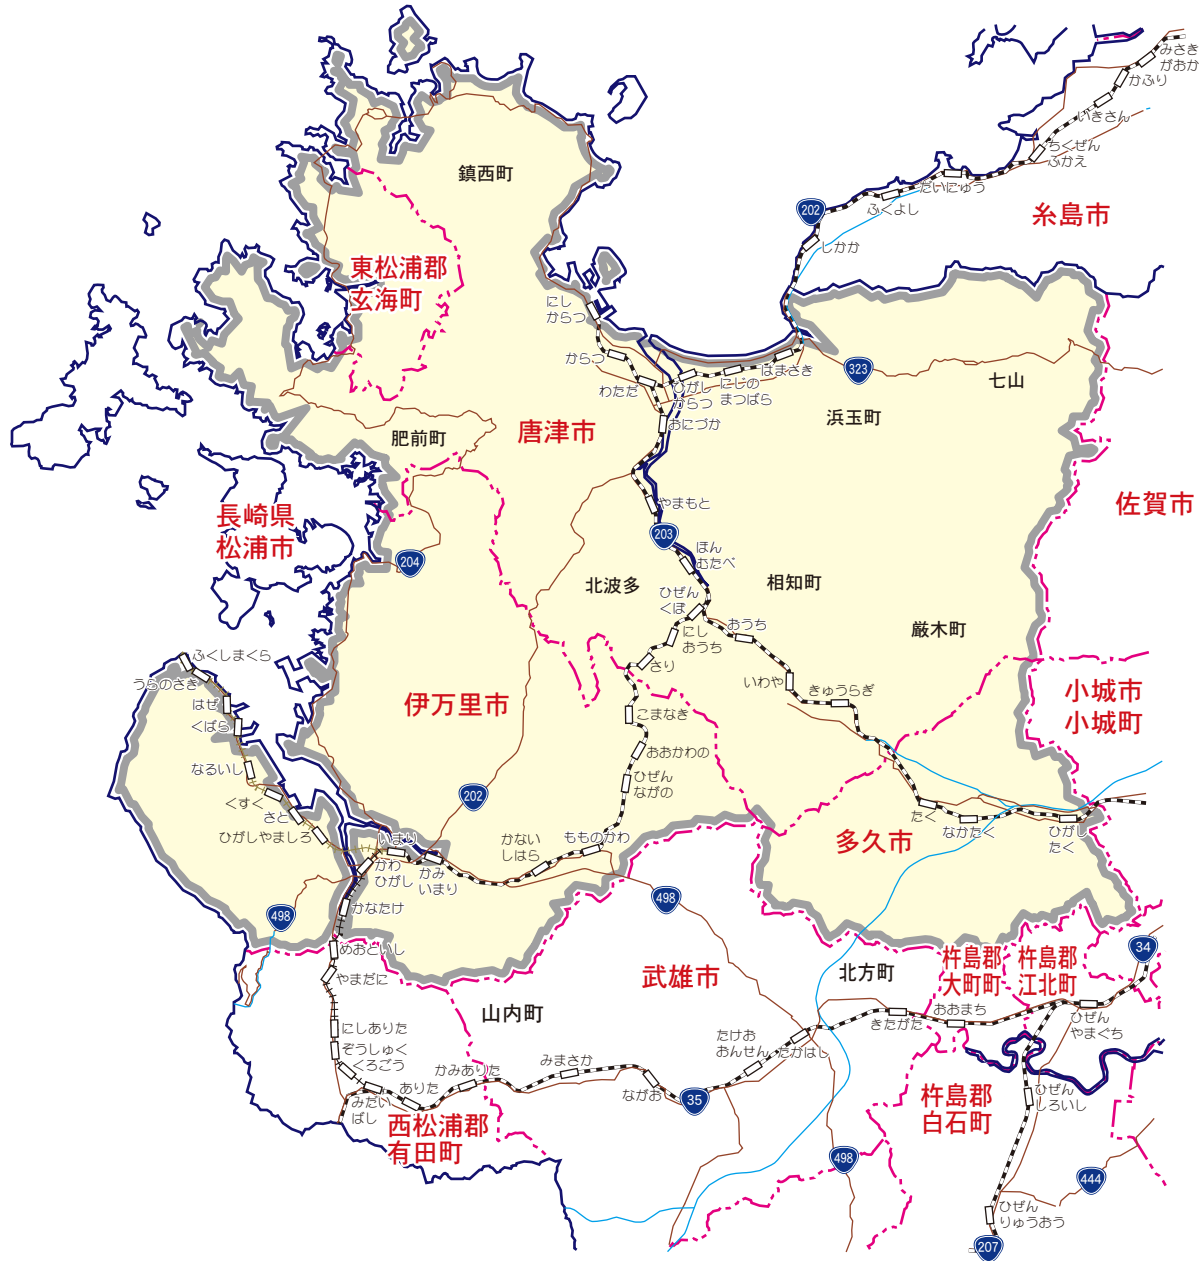 みさき
がおか
かふり
いきさん
ちくぜん
ふかえ
だいにゅう
ふくよし
202
しかか
糸島市
鎮西町
東松浦郡
玄海町
にし
からつ
からつ
わただ
ひがし
からつ
にしの
まつばら
はまさき
323
七山
浜玉町
おにづか
唐津市
肥前町
やまもと
佐賀市
長崎県
松浦市
203
204
ほん
むたべ
北波多
相知町
ひぜん
くぼ
にし
おうち
おうち
厳木町
さり
いわや
きゅうらぎ
小城市
小城町
ふくしまくち
うらのさき
はぜ
くばら
なるいし
くすく
さと
ひがしやましろ
伊万里市
こまなき
おおかわの
ひぜん
ながの
202
いまり
かわ
ひがし
かみ
いまり
かない
しはら
もものかわ
たく
なかたく
ひがし
たく
多久市
498
498
かなたけ
めおといし
やまだに
にしありた
ぞうしゅく
くろごう
みだい
ばし
ありた
かみありた
みまさか
ながお
たけお
おんせん
たかはし
きたがた
おおまち
ひぜん
やまぐち
34
武雄市
山内町
北方町
杵島郡
大町町
杵島郡
江北町
35
西松浦郡
有田町
杵島郡
白石町
ひぜん
しろいし
498
444
ひぜん
りゅうおう
207